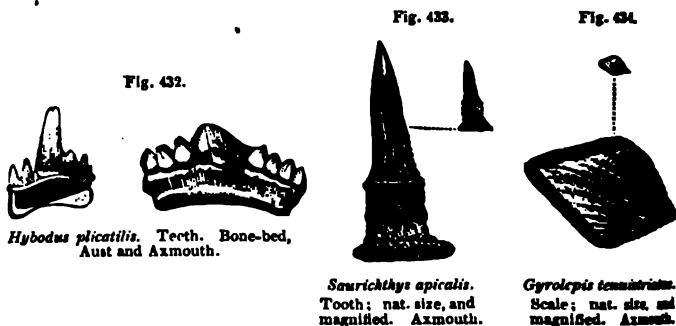 Fig. 432.
Hybodus plicatilis. Teeth. Bone-bed,
Aust and Axmouth.
Fig. 433.
Saurichthys apicalis.
Tooth; nat. size, and
magnified. Axmouth.
Fig. 434.
Gyrolepis tenuistriatus.
Scale; nat. size, and
magnified. Axmouth.